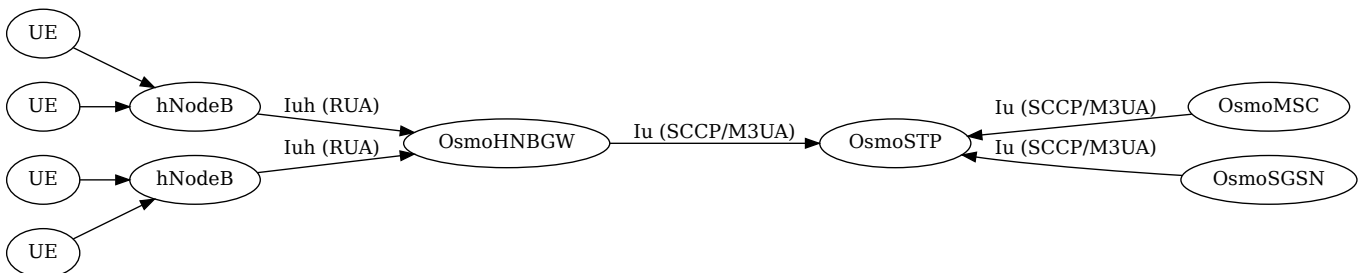 UE
UE
UE
UE
hNodeB
hNodeB
Iuh (RUA)
Iuh (RUA)
OsmoHNBGW
Iu (SCCP/M3UA)
OsmoSTP
Iu (SCCP/M3UA)
Iu (SCCP/M3UA)
OsmoMSC
OsmoSGSN